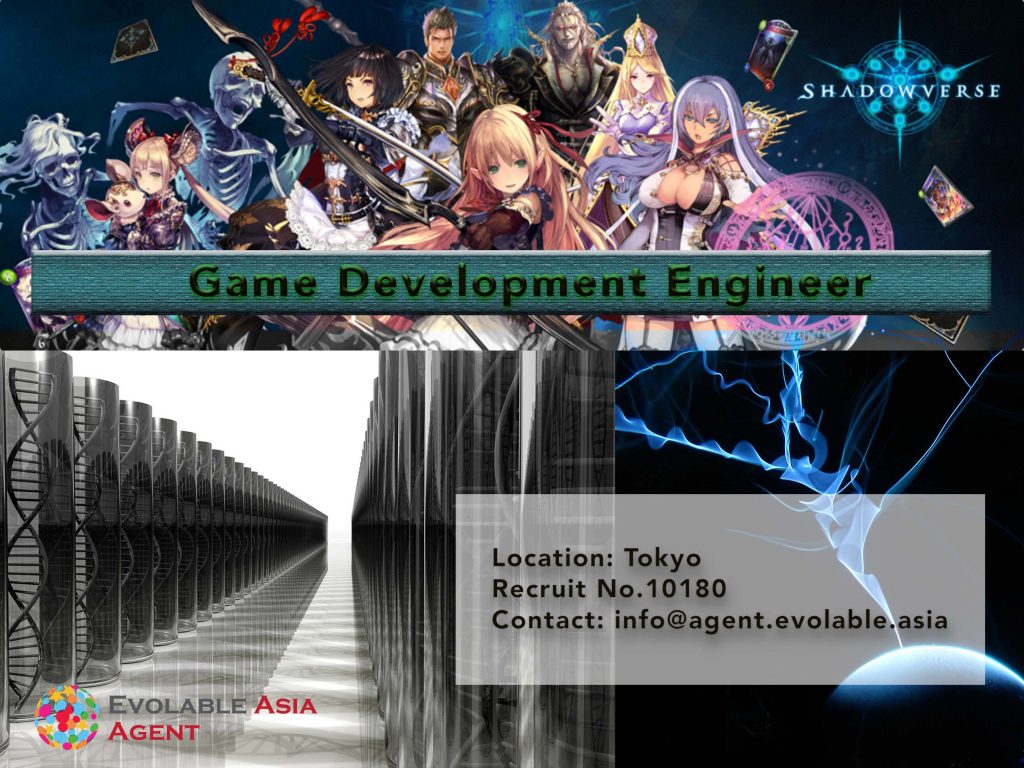 SHADOWVERSE
Game Development Engineer
Location: Tokyo
Recruit No.10180
Contact: info@agent.evolable.asia
EVOLABLE ASIA
AGENT